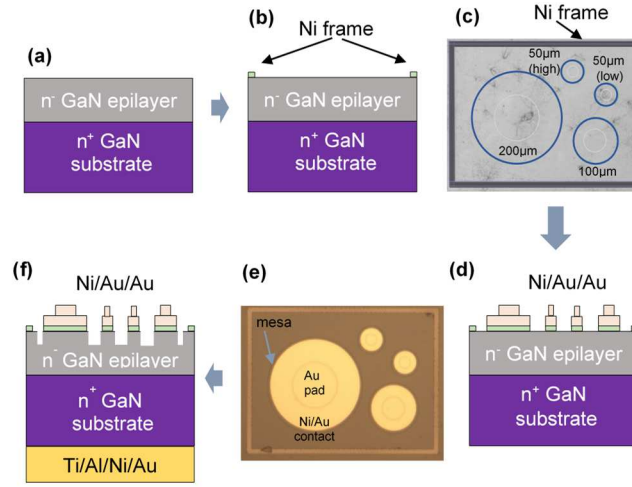 (a)
n⁻ GaN epilayer
n⁺ GaN
substrate
(b)
Ni frame
n⁻ GaN epilayer
n⁺ GaN
substrate
(c)
Ni frame
50µm
(high)
50µm
(low)
200µm
100µm
(d)
Ni/Au/Au
n⁻ GaN epilayer
n⁺ GaN
substrate
(e)
mesa
Au
pad
Ni/Au
contact
(f)
Ni/Au/Au
n⁻ GaN epilayer
n⁺ GaN
substrate
Ti/Al/Ni/Au